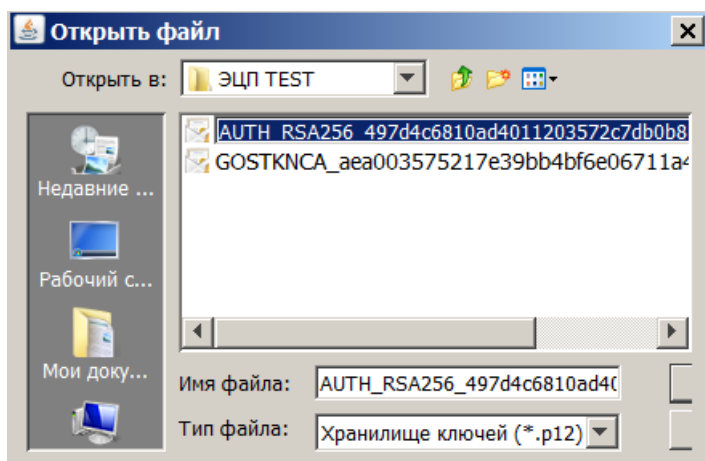 Открыть файл
Открыть в: ЭЦП TEST
AUTH_RSA256_497d4c6810ad4011203572c7db0b8
GOSTKNCA_aea003575217e39bb4bf6e06711a4
Недавние ...
Рабочий с...
Мои доку...
Имя файла: AUTH_RSA256_497d4c6810ad40
Тип файла: Хранилище ключей (*.p12)